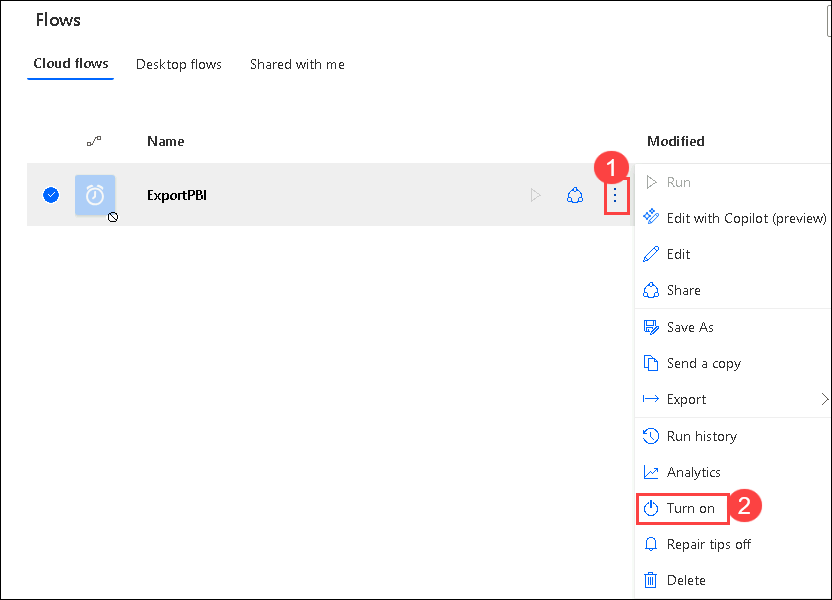 Flows
Cloud flows Desktop flows Shared with me
Name Modified
ExportPBI
1
Run
Edit with Copilot (preview)
Edit
Share
Save As
Send a copy
Export
Run history
Analytics
Turn on 2
Repair tips off
Delete